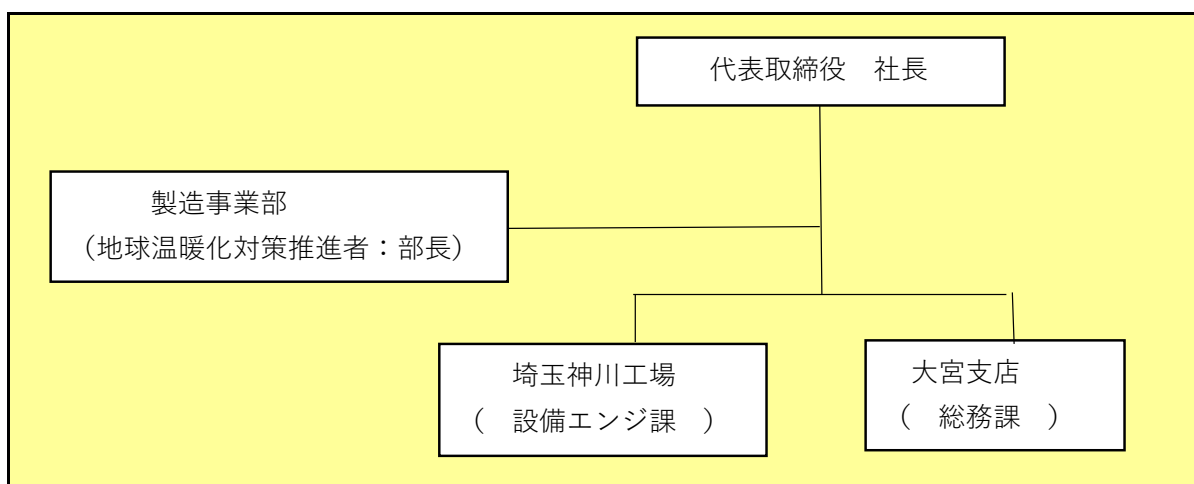 代表取締役　社長
製造事業部
（地球温暖化対策推進者：部長）
埼玉神川工場
（　設備エンジ課　）
大宮支店
（　総務課　）